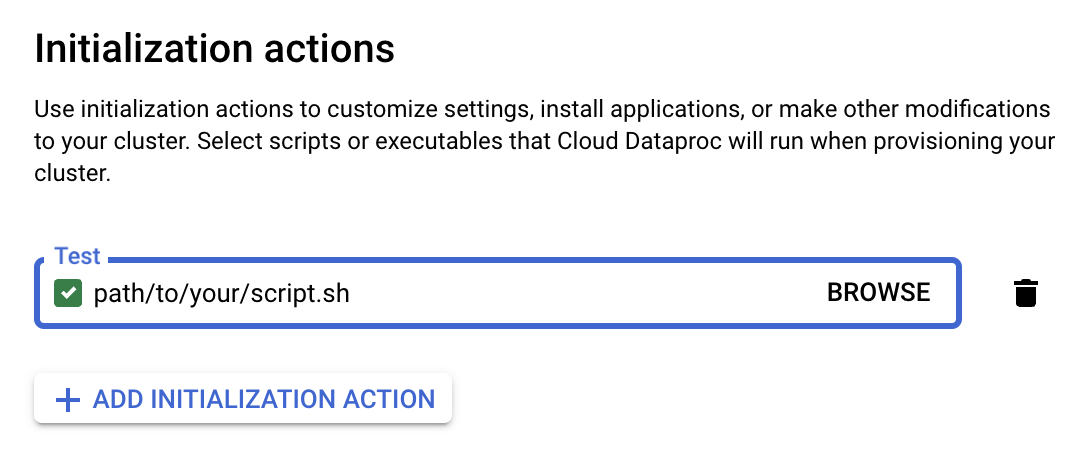 Initialization actions
Use initialization actions to customize settings, install applications, or make other modifications
to your cluster. Select scripts or executables that Cloud Dataproc will run when provisioning your
cluster.
Test
path/to/your/script.sh BROWSE
ADD INITIALIZATION ACTION